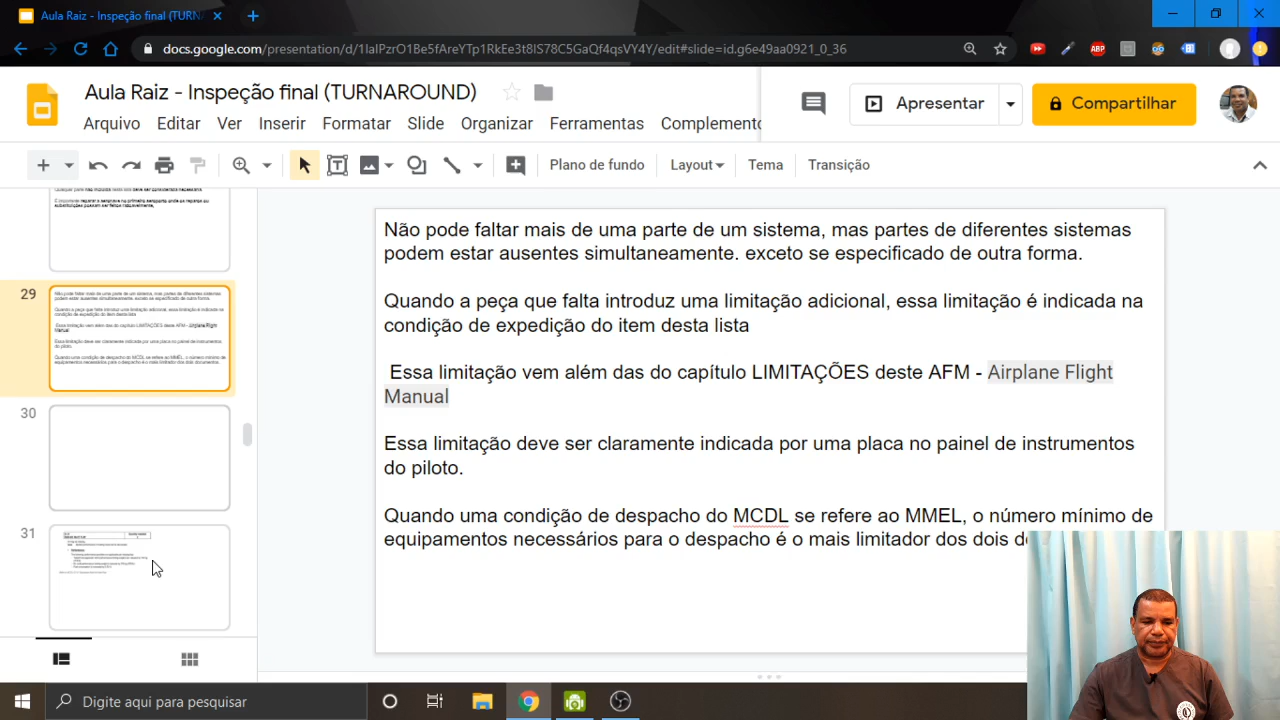 Aula Raiz - Inspeção final (TURN
docs.google.com/presentation/d/1IaIPzrO1Be5fAreYTp1RkEe3t8IS78C5GaQf4qsVY4Y/edit#slide=id.g6e49aa0921_0_36
ABP
Aula Raiz - Inspeção final (TURNAROUND)
Arquivo Editar Ver Inserir Formatar Slide Organizar Ferramentas Complemento
Apresentar
Compartilhar
Plano de fundo Layout Tema Transição
29
30
31
Não pode faltar mais de uma parte de um sistema, mas partes de diferentes sistemas
podem estar ausentes simultaneamente. exceto se especificado de outra forma.
Quando a peça que falta introduz uma limitação adicional, essa limitação é indicada na
condição de expedição do item desta lista
Essa limitação vem além das do capítulo LIMITAÇÕES deste AFM - Airplane Flight
Manual
Essa limitação deve ser claramente indicada por uma placa no painel de instrumentos
do piloto.
Quando uma condição de despacho do MCDL se refere ao MMEL, o número mínimo de
equipamentos necessários para o despacho é o mais limitador dos dois
Digite aqui para pesquisar